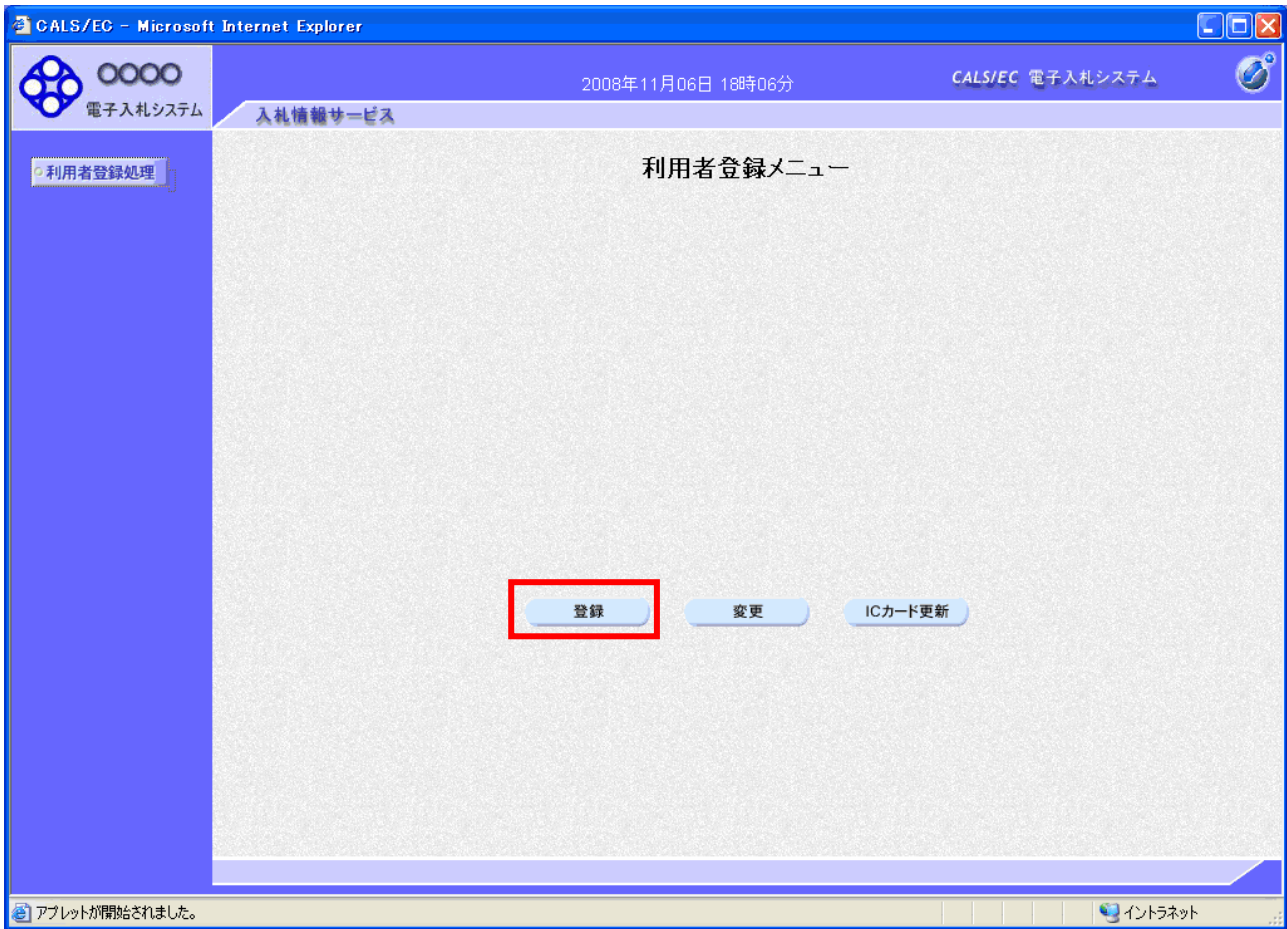 CALS/EC - Microsoft Internet Explorer
〇〇〇〇
電子入札システム
2008年11月06日 18時06分
CALS/EC 電子入札システム
入札情報サービス
利用者登録処理
利用者登録メニュー
登録
変更
ICカード更新
アプレットが開始されました。
イントラネット